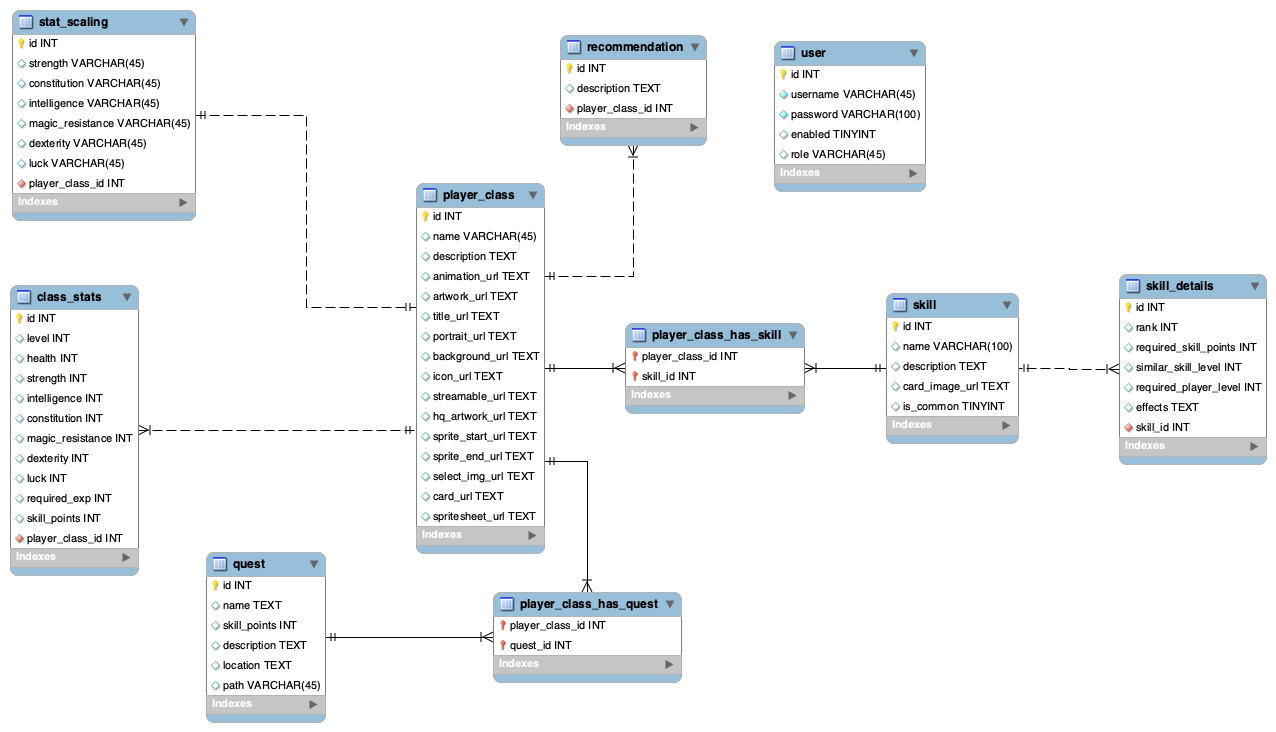 stat_scaling
id INT
strength VARCHAR(45)
constitution VARCHAR(45)
intelligence VARCHAR(45)
magic_resistance VARCHAR(45)
dexterity VARCHAR(45)
luck VARCHAR(45)
player_class_id INT
Indexes
recommendation
id INT
description TEXT
player_class_id INT
Indexes
user
id INT
username VARCHAR(45)
password VARCHAR(100)
enabled TINYINT
role VARCHAR(45)
Indexes
player_class
id INT
name VARCHAR(45)
description TEXT
animation_url TEXT
artwork_url TEXT
title_url TEXT
portrait_url TEXT
background_url TEXT
icon_url TEXT
streamable_url TEXT
hq_artwork_url TEXT
sprite_start_url TEXT
sprite_end_url TEXT
select_img_url TEXT
card_url TEXT
spritesheet_url TEXT
Indexes
class_stats
id INT
level INT
health INT
strength INT
intelligence INT
constitution INT
magic_resistance INT
dexterity INT
luck INT
required_exp INT
skill_points INT
player_class_id INT
Indexes
player_class_has_skill
player_class_id INT
skill_id INT
Indexes
skill
id INT
name VARCHAR(100)
description TEXT
card_image_url TEXT
is_common TINYINT
Indexes
skill_details
id INT
rank INT
required_skill_points INT
similar_skill_level INT
required_player_level INT
effects TEXT
skill_id INT
Indexes
quest
id INT
name TEXT
skill_points INT
description TEXT
location TEXT
path VARCHAR(45)
Indexes
player_class_has_quest
player_class_id INT
quest_id INT
Indexes